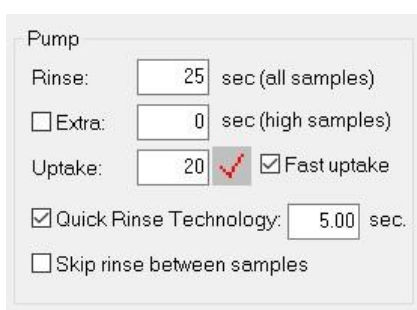 Pump
Rinse: 25 sec (all samples)
Extra: 0 sec (high samples)
Uptake: 20 Fast uptake
Quick Rinse Technology: 5.00 sec.
Skip rinse between samples